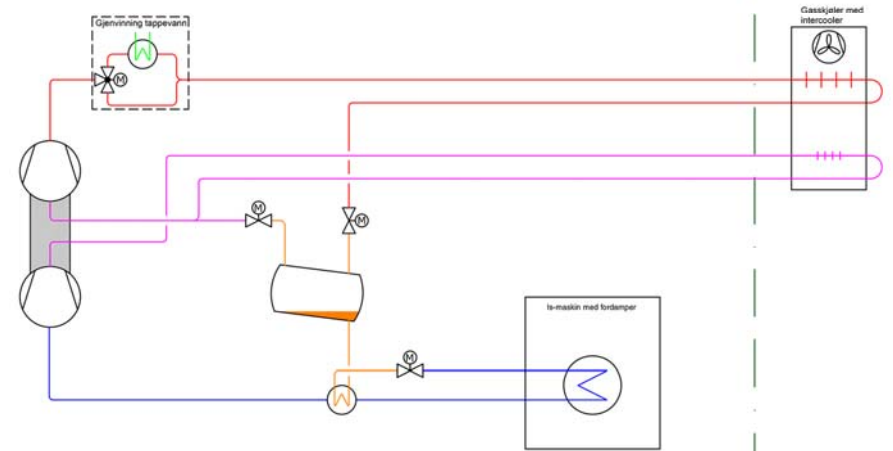 Gjenvinning tappevann
Gasskjøler med
intercooler
M
M
M
Is-maskin med fordamper
M